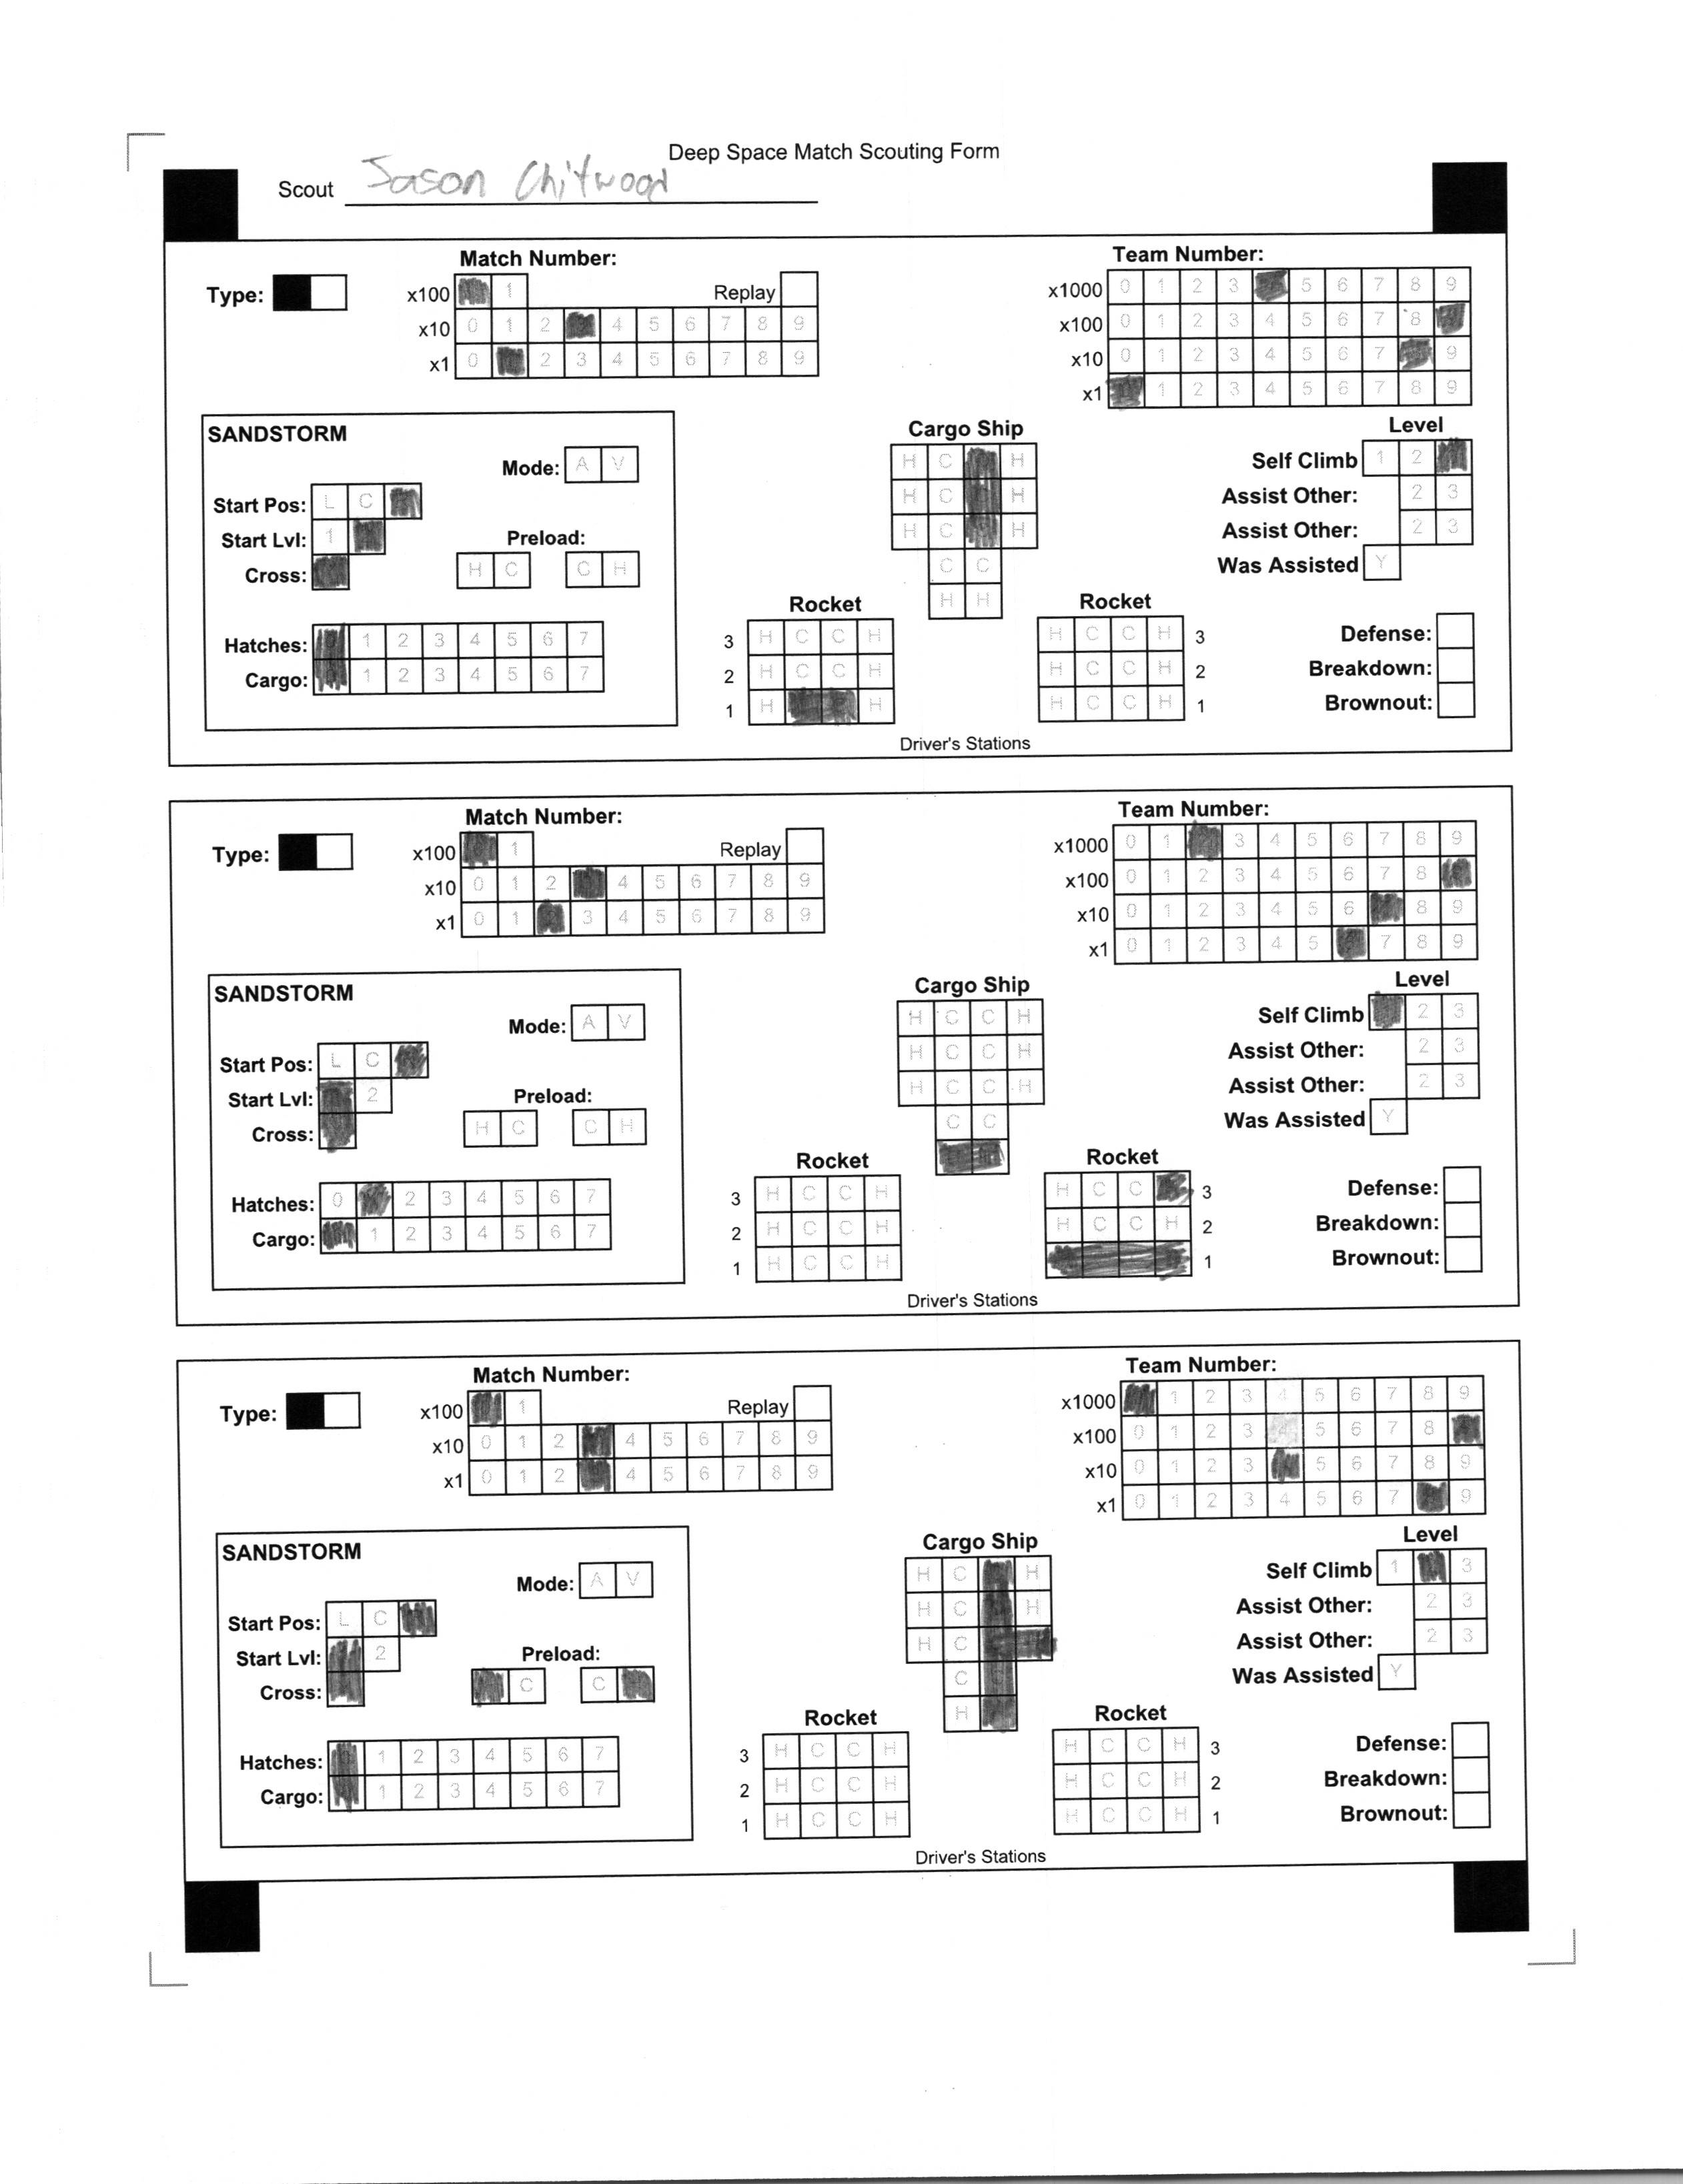 Deep Space Match Scouting Form
Scout Jason Chitwood
Match Number: Team Number:
Type: x100 1 Replay x1000 0 1 2 3 5 6 7 8 9
x10 0 1 2 4 5 6 7 8 9 x100 0 1 2 3 4 5 6 7 8
x1 0 2 3 4 5 6 7 8 9 x10 0 1 2 3 4 5 6 7 9
x1 1 2 3 4 5 6 7 8 9
SANDSTORM Cargo Ship Level
Mode: A V H C H Self Climb 1 2
Start Pos: L C H C H Assist Other: 2 3
Start Lvl: 1 Preload: H C H Assist Other: 2 3
Cross: H C C H C C Was Assisted Y
H H
Rocket Rocket
Hatches: 1 2 3 4 5 6 7 3 H C C H H C C H 3 Defense:
Cargo: 1 2 3 4 5 6 7 2 H C C H H C C H 2 Breakdown:
1 H H H C C H 1 Brownout:
Driver's Stations
Match Number: Team Number:
Type: x100 1 Replay x1000 0 1 3 4 5 6 7 8 9
x10 0 1 2 4 5 6 7 8 9 x100 0 1 2 3 4 5 6 7 8
x1 0 1 3 4 5 6 7 8 9 x10 0 1 2 3 4 5 6 8 9
x1 0 1 2 3 4 5 7 8 9
SANDSTORM Cargo Ship Level
Mode: A V H C C H Self Climb 2 3
Start Pos: L C H C C H Assist Other: 2 3
Start Lvl: 2 Preload: H C C H Assist Other: 2 3
Cross: H C C H C C Was Assisted Y
Rocket Rocket
Hatches: 0 2 3 4 5 6 7 3 H C C H H C C 3 Defense:
Cargo: 1 2 3 4 5 6 7 2 H C C H H C C H 2 Breakdown:
1 H C C H 1 Brownout:
Driver's Stations
Match Number: Team Number:
Type: x100 1 Replay x1000 1 2 3 4 5 6 7 8 9
x10 0 1 2 4 5 6 7 8 9 x100 0 1 2 3 4 5 6 7 8
x1 0 1 2 4 5 6 7 8 9 x10 0 1 2 3 5 6 7 8 9
x1 0 1 2 3 4 5 6 7 9
SANDSTORM Cargo Ship Level
Mode: A V H C H Self Climb 1 3
Start Pos: L C H C H Assist Other: 2 3
Start Lvl: 2 Preload: H C Assist Other: 2 3
Cross: C C C Was Assisted Y
H
Rocket Rocket
Hatches: 1 2 3 4 5 6 7 3 H C C H H C C H 3 Defense:
Cargo: 1 2 3 4 5 6 7 2 H C C H H C C H 2 Breakdown:
1 H C C H H C C H 1 Brownout:
Driver's Stations